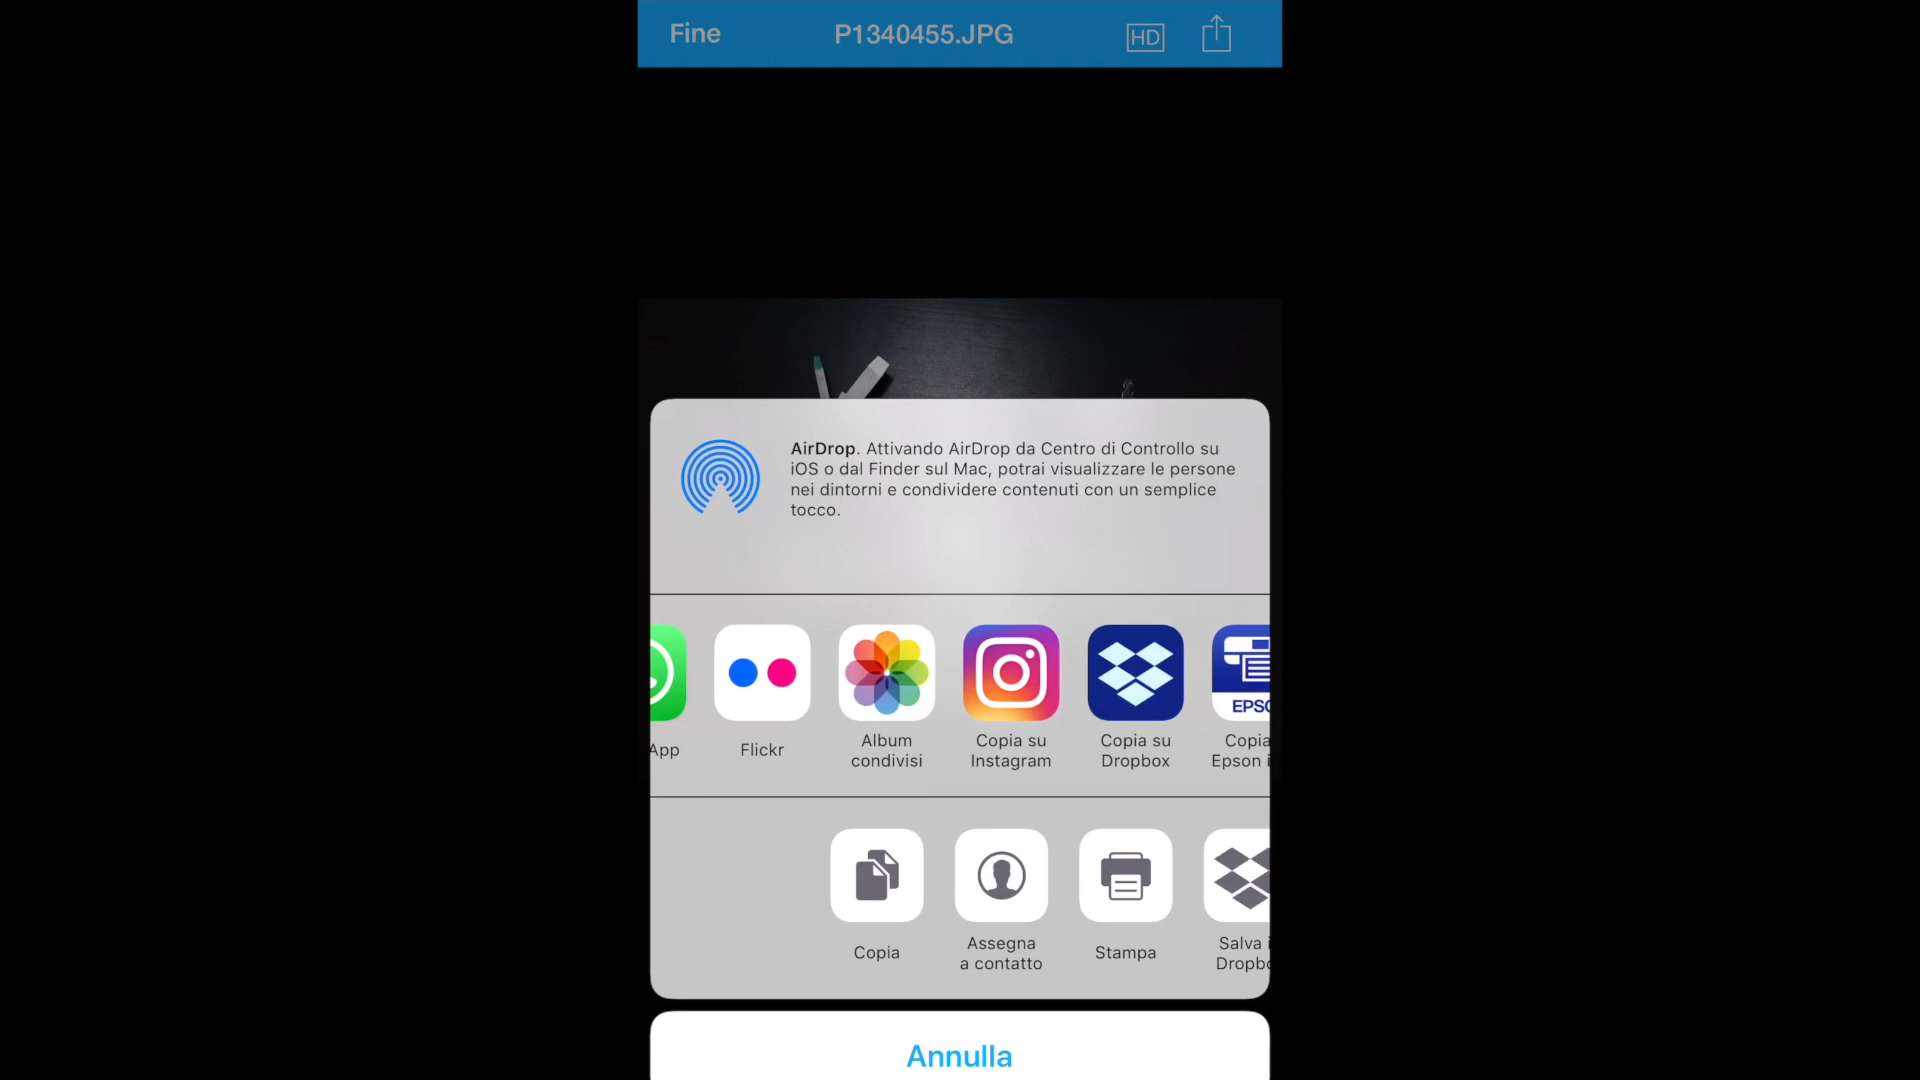 Fine
P1340455.JPG
HD
AirDrop. Attivando AirDrop da Centro di Controllo su
iOS o dal Finder sul Mac, potrai visualizzare le persone
nei dintorni e condividere contenuti con un semplice
tocco.
App
Flickr
Album
condivisi
Copia su
Instagram
Copia su
Dropbox
EPSO
Copia
Epson i
Copia
Assegna
a contatto
Stampa
Salva i
Dropbo
Annulla